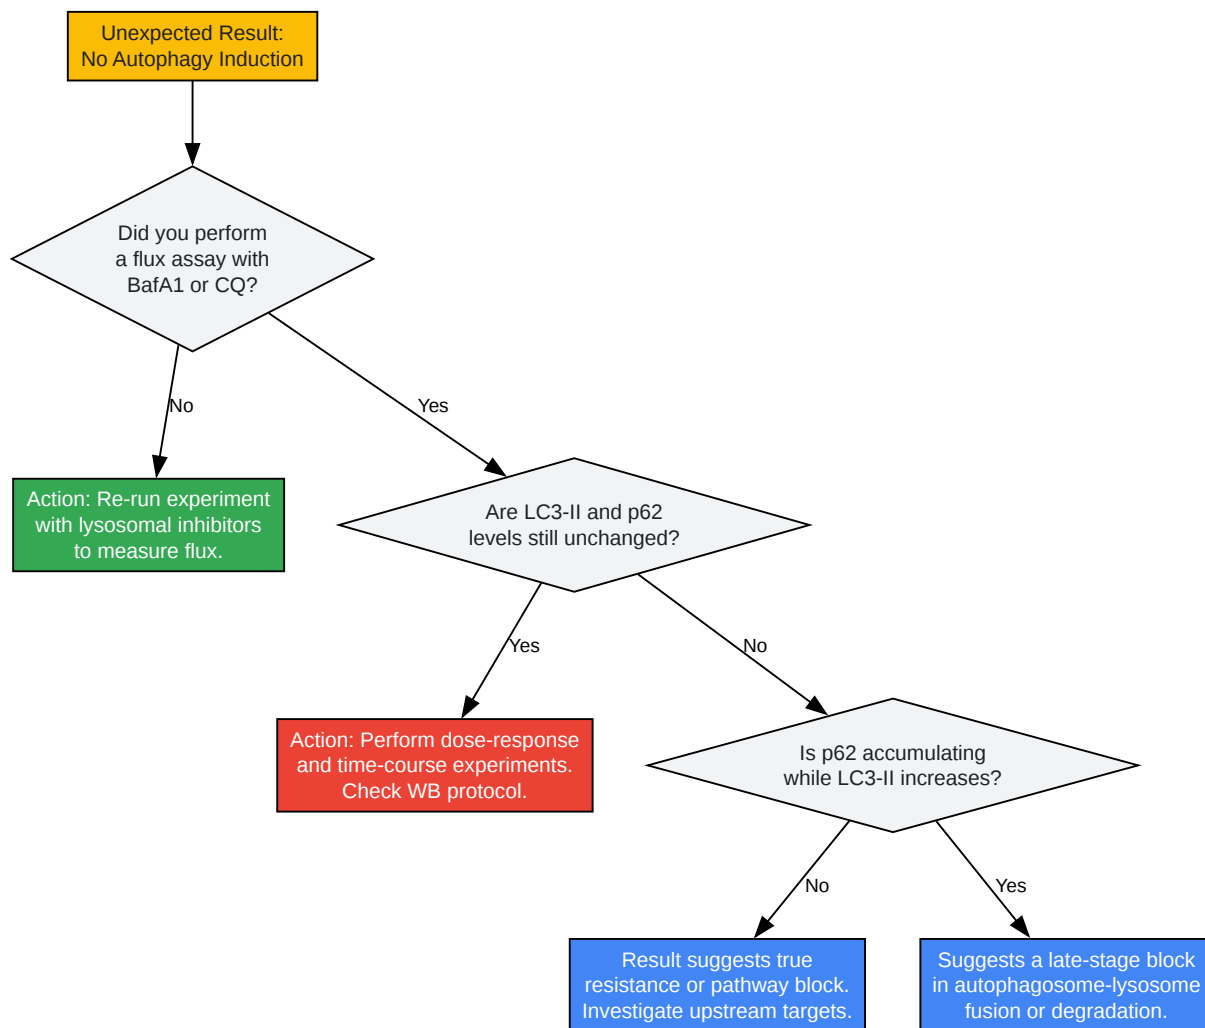 Unexpected Result:
No Autophagy Induction
Did you perform
a flux assay with
BafA1 or CQ?
No
Yes
Action: Re-run experiment
with lysosomal inhibitors
to measure flux.
Are LC3-II and p62
levels still unchanged?
Yes
No
Action: Perform dose-response
and time-course experiments.
Check WB protocol.
Is p62 accumulating
while LC3-II increases?
No
Yes
Result suggests true
resistance or pathway block.
Investigate upstream targets.
Suggests a late-stage block
in autophagosome-lysosome
fusion or degradation.